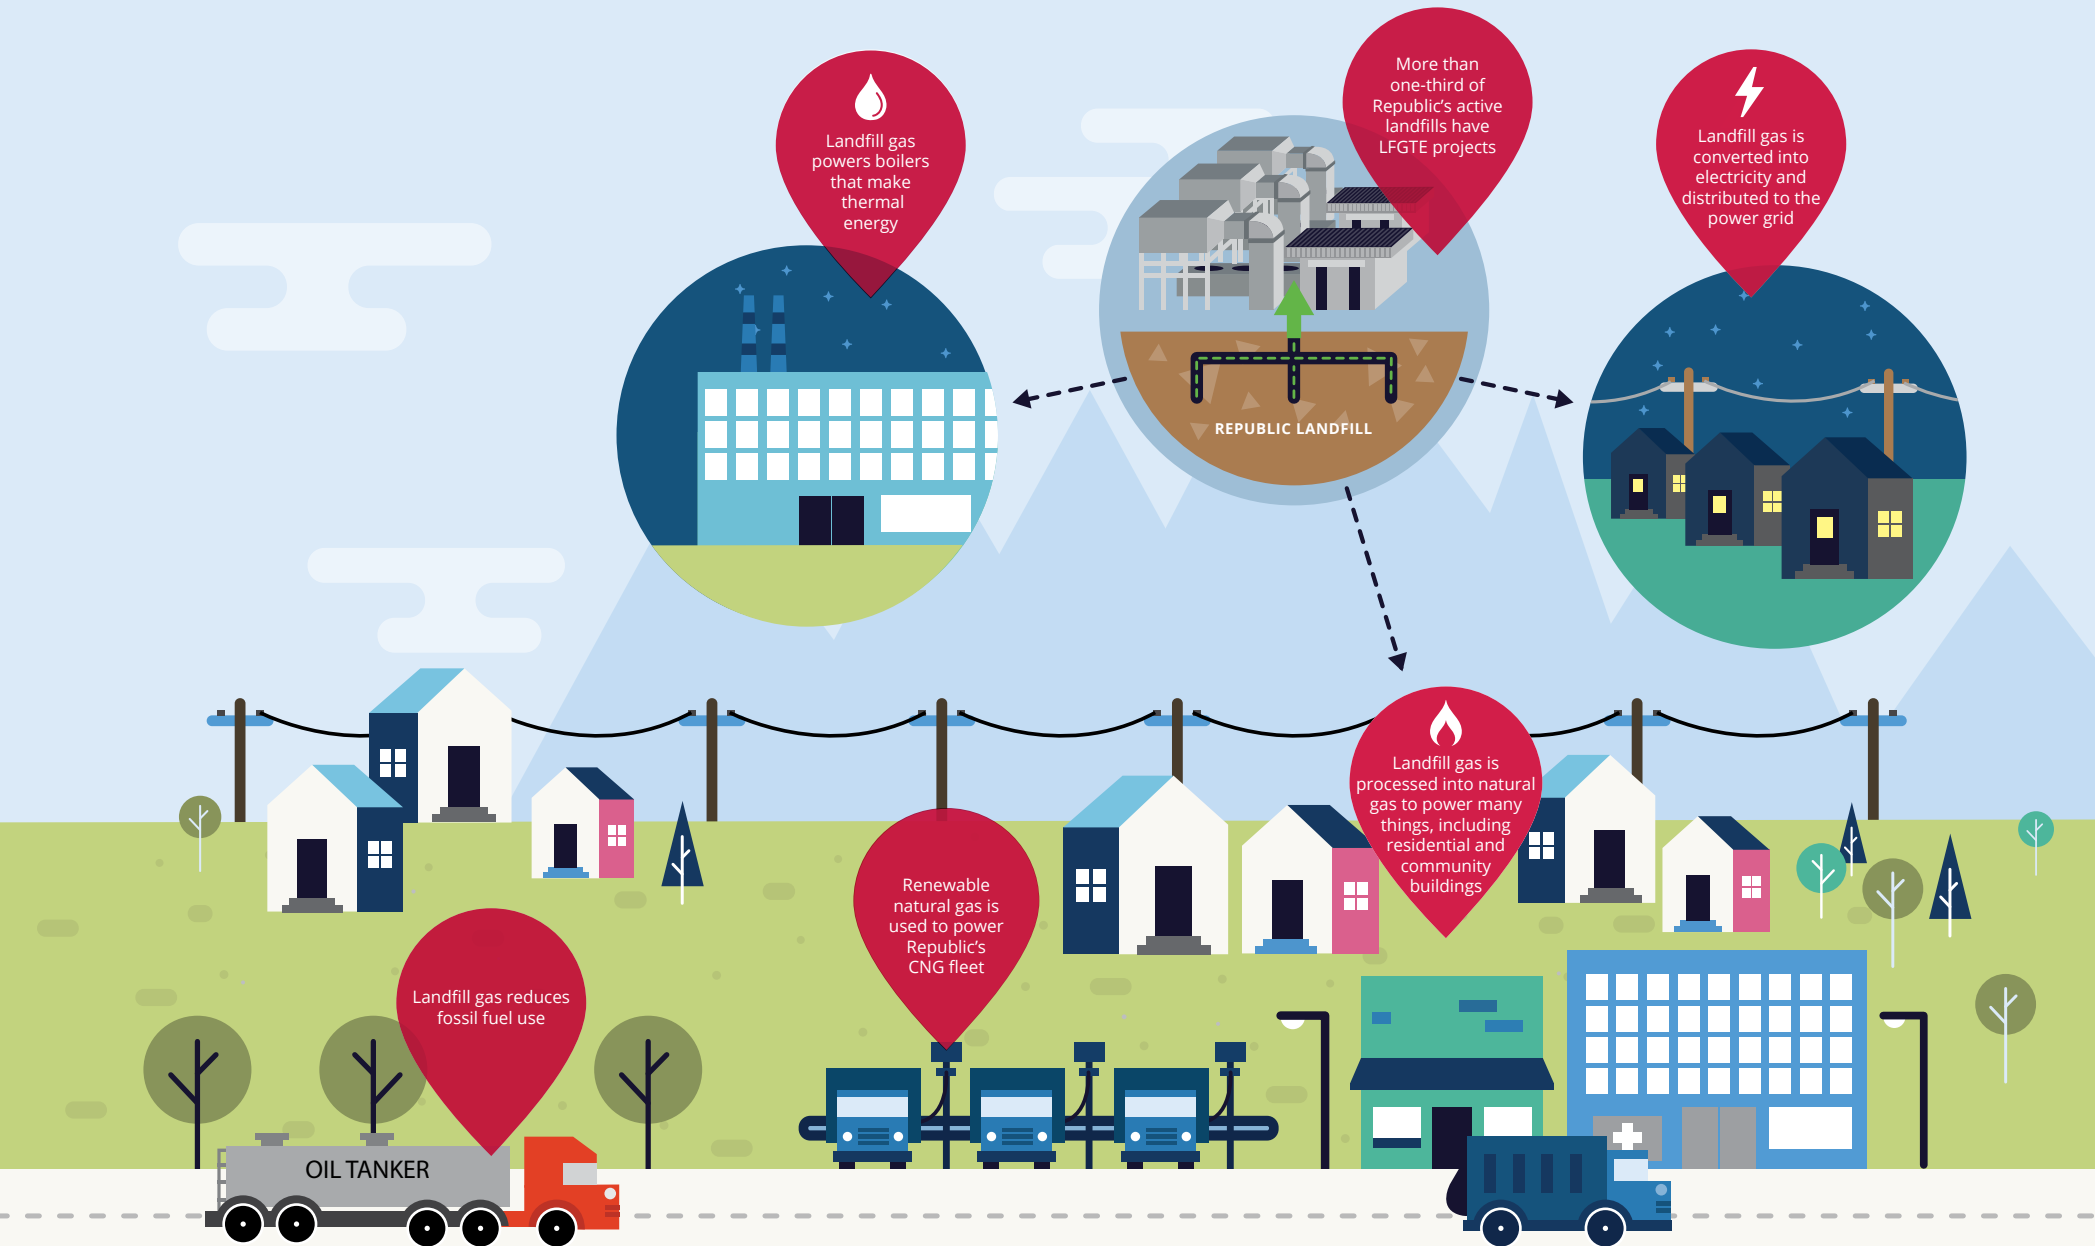 Landfill gas
powers boilers
that make
thermal
energy
More than
one-third of
Republic’s active
landfills have
LFGTE projects
Landfill gas is
converted into
electricity and
distributed to the
power grid
REPUBLIC LANDFILL
Landfill gas is
processed into natural
gas to power many
things, including
residential and
community
buildings
Renewable
natural gas is
used to power
Republic’s
CNG fleet
Landfill gas reduces
fossil fuel use
OIL TANKER